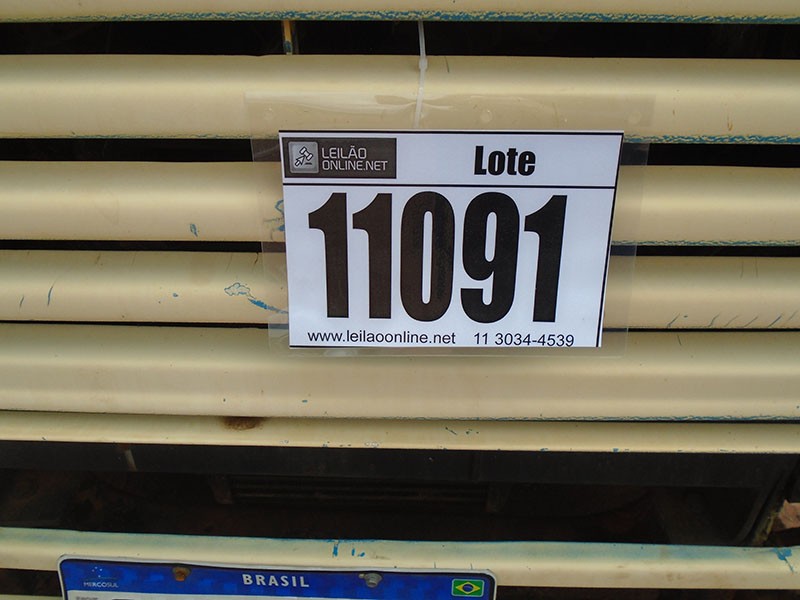 LEILÃO
ONLINE.NET
Lote
11091
www.leilaoonline.net 11 3034-4539
MERCOSUL
BRASIL